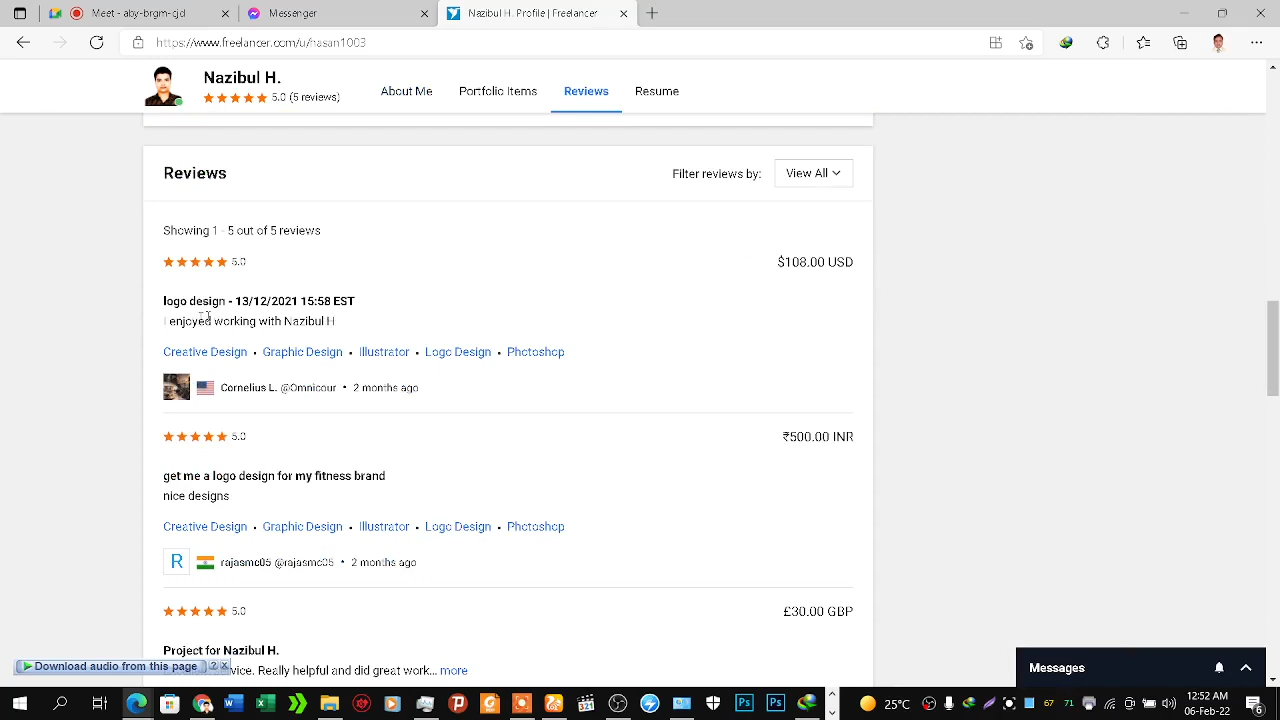 Meet - aby-brgm-
Messenger
Nazibul H. Profile | Freelancer
https://www.freelancer.com/u/hasan1003
Nazibul H.
5.0 (5 reviews)
About Me
Portfolio Items
Reviews
Resume
Reviews
Filter reviews by:
View All
Showing 1 - 5 out of 5 reviews
5.0
$108.00 USD
logo design - 13/12/2021 15:58 EST
I enjoyed working with Nazibul H
Creative Design • Graphic Design • Illustrator • Logo Design • Photoshop
Cornelius L. @Omnicour • 2 months ago
5.0
₹500.00 INR
get me a logo design for my fitness brand
nice designs
Creative Design • Graphic Design • Illustrator • Logo Design • Photoshop
R
rajasmc05 @rajasmc05 • 2 months ago
5.0
£30.00 GBP
Project for Nazibul H.
Really helpful and did great work... more
Download audio from this page
?
Messages
25°C
67
71
12:52 AM
06-Feb-22
6